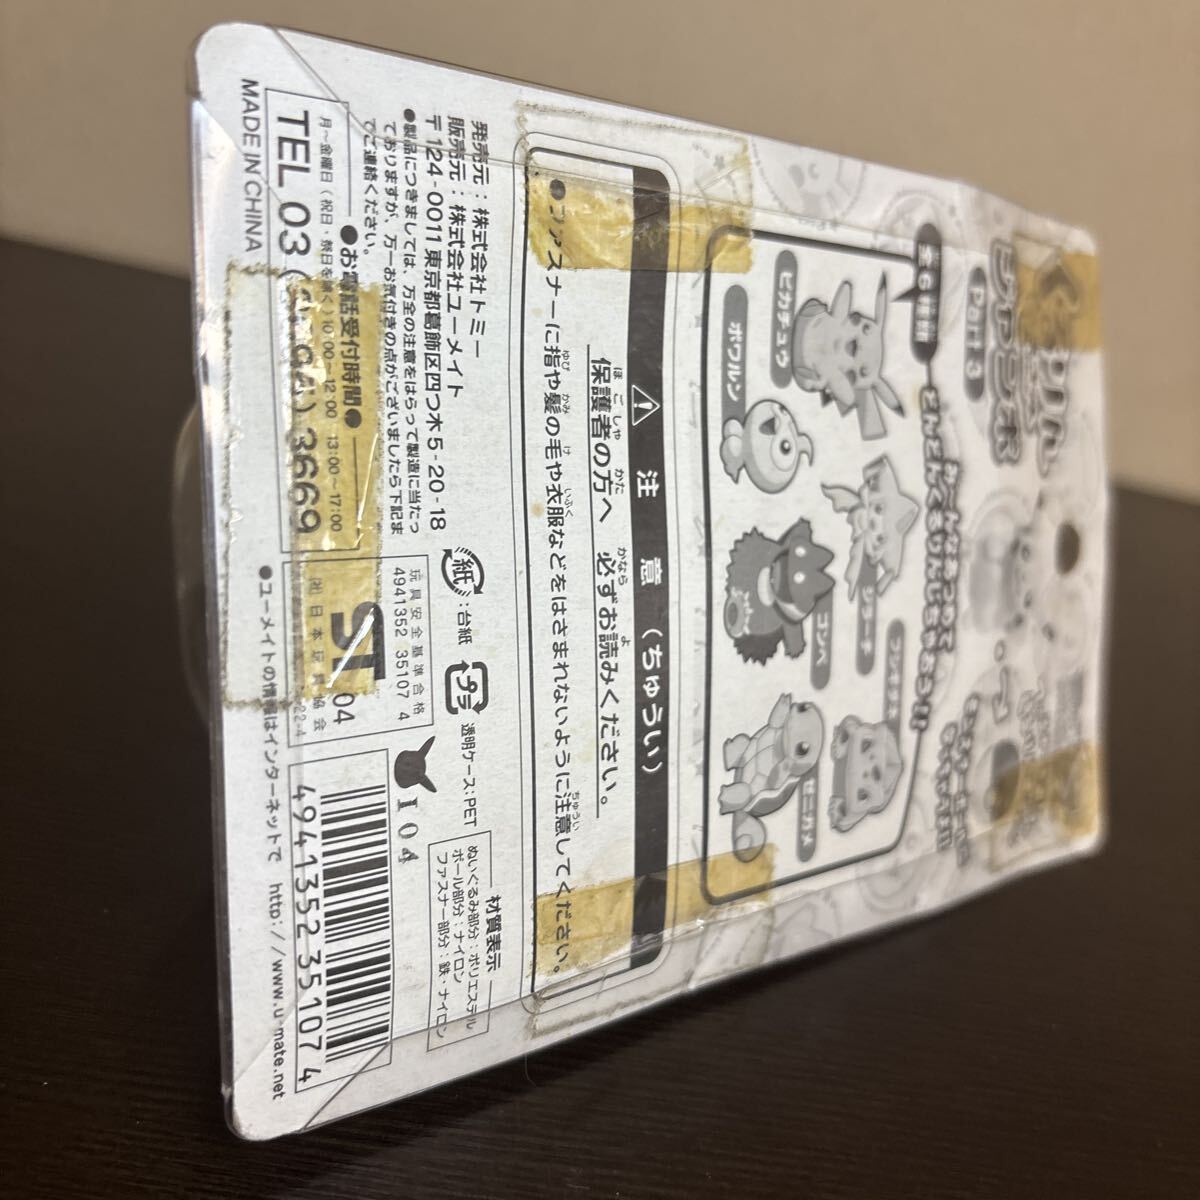 Part 3
全6種類
ピカチュウ
ポワルン
ジラーチ
ゴンベ
フシギダネ
ゼニガメ
⚠ 注意（ちゅうい）
保護者の方へ 必ずお読みください。
●ファスナーに指や髪の毛や衣服などをはさまれないように注意してください。
発売元：株式会社トミー
販売元：株式会社ユーメイト
〒124-0011 東京都葛飾区四つ木5-20-18
●製品につきましては、万全の注意をはらって製造に当たっ
ておりますが、万一お気付きの点がございましたら下記ま
でご連絡ください。
●お電話受付時間●
月〜金曜日（祝日・祭日を除く）10:00〜12:00 13:00〜17:00
TEL 03 3669
MADE IN CHINA
紙：台紙
プラ 透明ケース：PET
玩具安全基準合格
4941352 35107 4
ST 04
㈳日本玩具協会
材質表示
ぬいぐるみ部分：ポリエステル
ボール部分：ナイロン
ファスナー部分：鉄・ナイロン
I04
4941352351074
●ユーメイトの情報はインターネットで http://www.u-mate.net